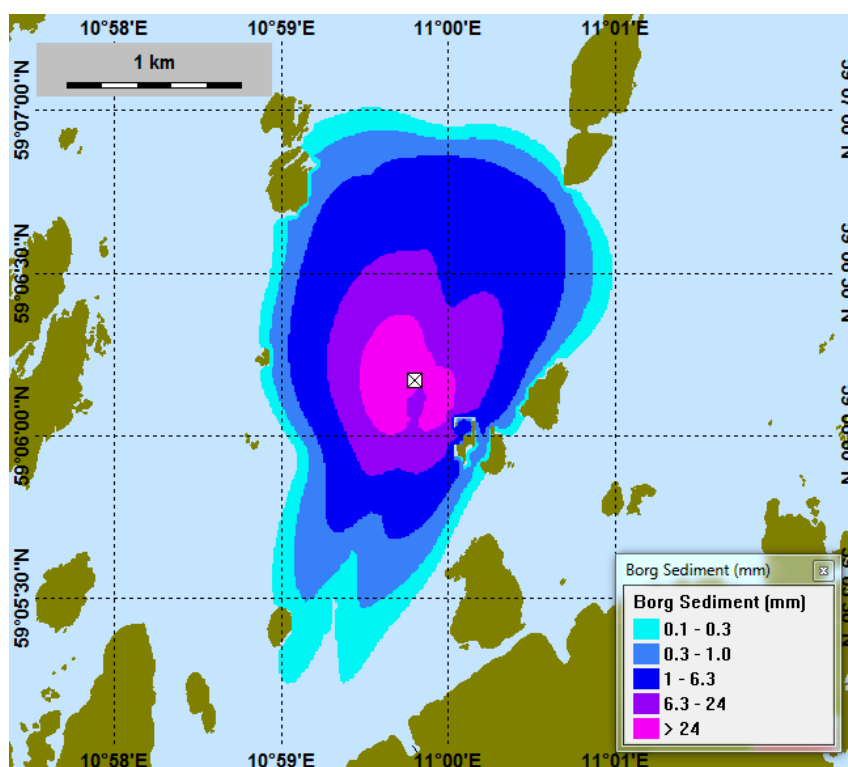 10°58'E 10°59'E 11°00'E 11°01'E
1 km
59°07'00''N
59°06'30''N
59°06'00''N
59°05'30''N
Borg Sediment (mm)
Borg Sediment (mm)
0.1 - 0.3
0.3 - 1.0
1 - 6.3
6.3 - 24
> 24
10°58'E 10°59'E 11°00'E 11°01'E